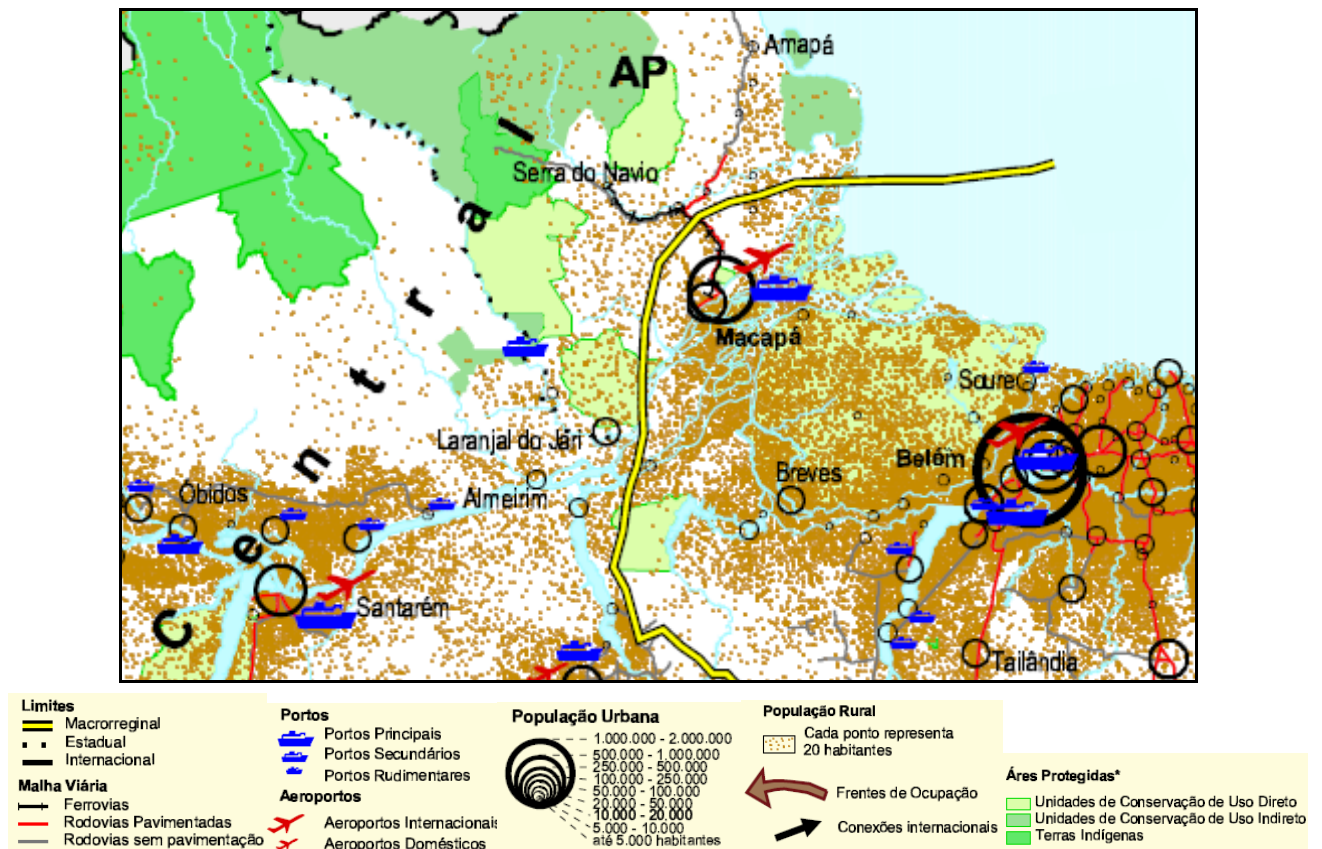 Amapá
AP
Serra do Navio
Macapá
Soure
Laranjal do Jari
Belém
Breves
Óbidos
Almeirim
Santarém
Tailândia
C e n t r a l
Limites
Macrorreginal
Estadual
Internacional
Malha Viária
Ferrovias
Rodovias Pavimentadas
Rodovias sem pavimentação
Portos
Portos Principais
Portos Secundários
Portos Rudimentares
Aeroportos
Aeroportos Internacionais
Aeroportos Domésticos
População Urbana
1.000.000 - 2.000.000
500.000 - 1.000.000
250.000 - 500.000
100.000 - 250.000
50.000 - 100.000
20.000 - 50.000
10.000 - 20.000
5.000 - 10.000
até 5.000 habitantes
População Rural
Cada ponto representa
20 habitantes
Frentes de Ocupação
Conexões internacionais
Áres Protegidas*
Unidades de Conservação de Uso Direto
Unidades de Conservação de Uso Indireto
Terras Indígenas